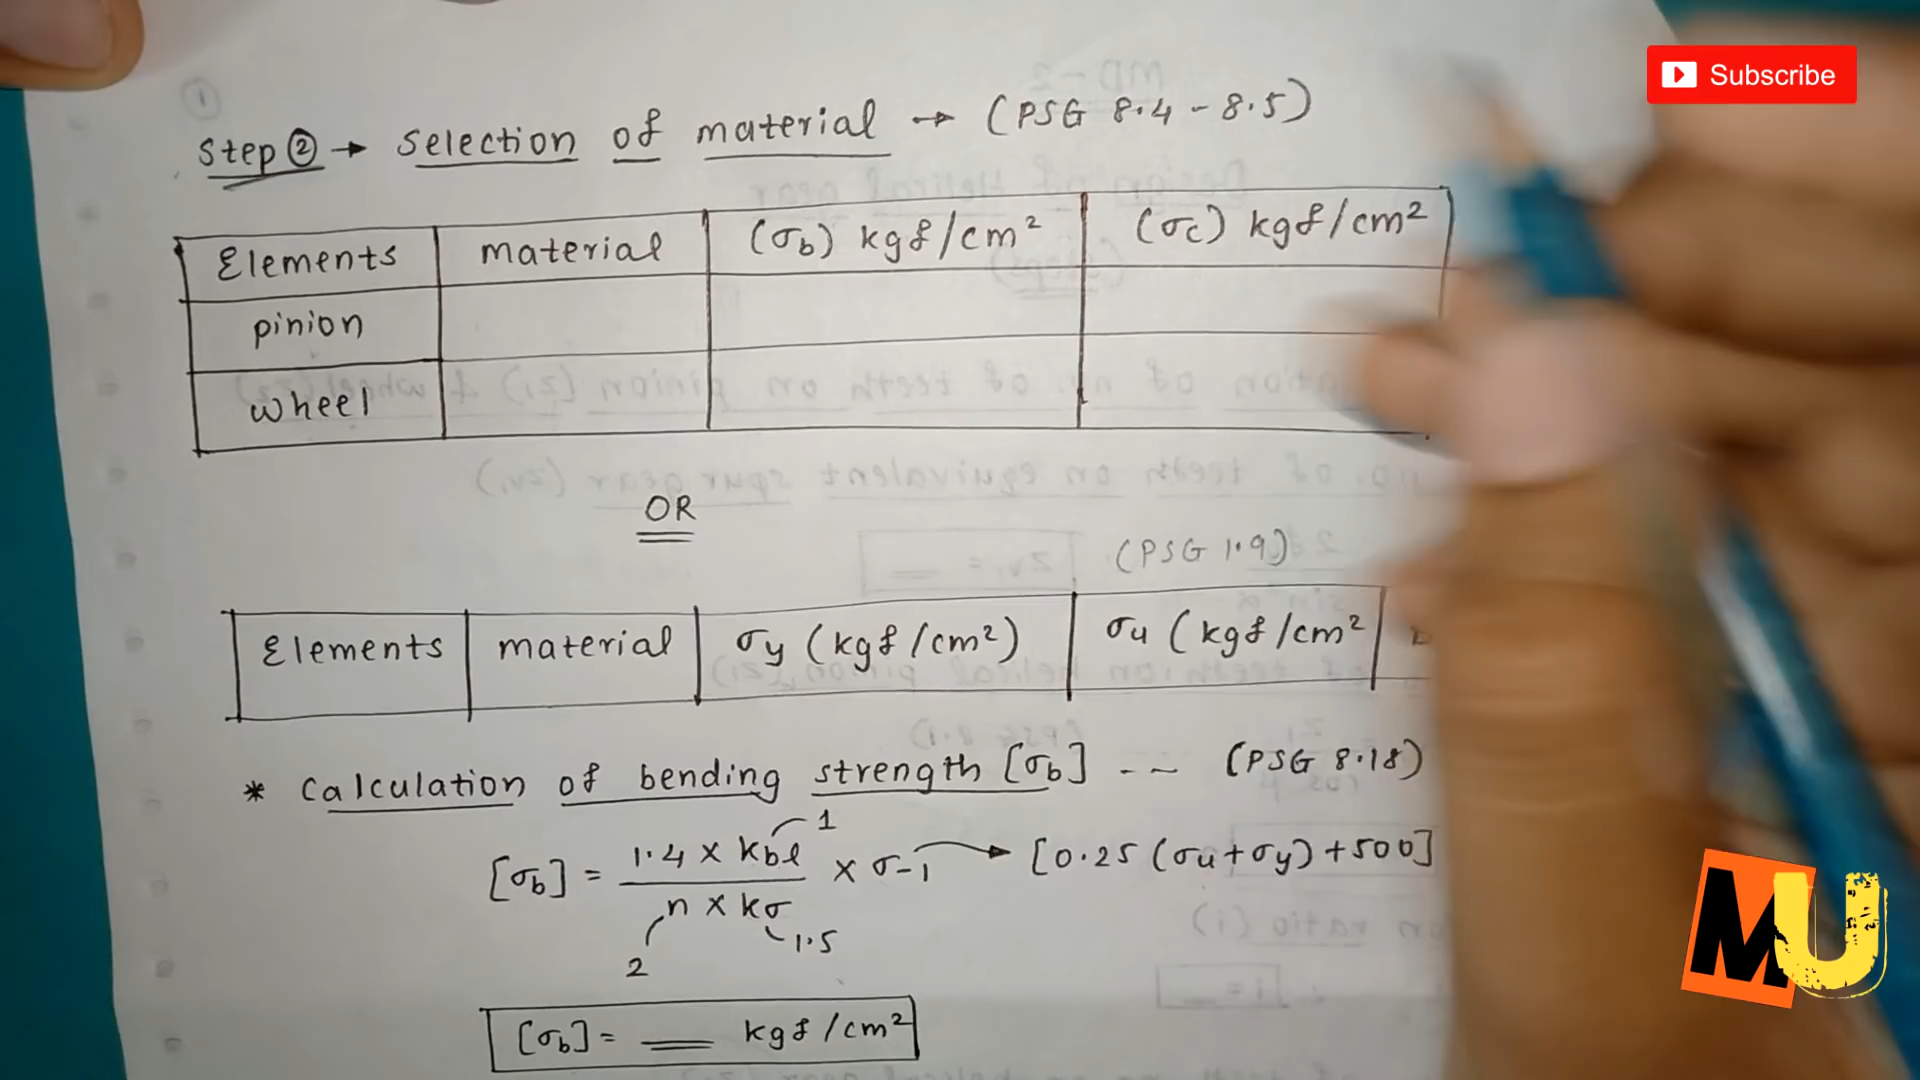 Subscribe
Step ② → Selection of material → (PSG 8.4 - 8.5)
Elements material (σb) kgf/cm² (σc) kgf/cm²
pinion
wheel
OR
(PSG 1.9)
Elements material σy (kgf/cm²) σu (kgf/cm²
* Calculation of bending strength [σb] -- (PSG 8.18)
1
[σb] = 1.4 × kbl / n × kσ × σ-1 → [0.25 (σu+σy) +500]
2 1.5
[σb] = __ kgf/cm²
MU